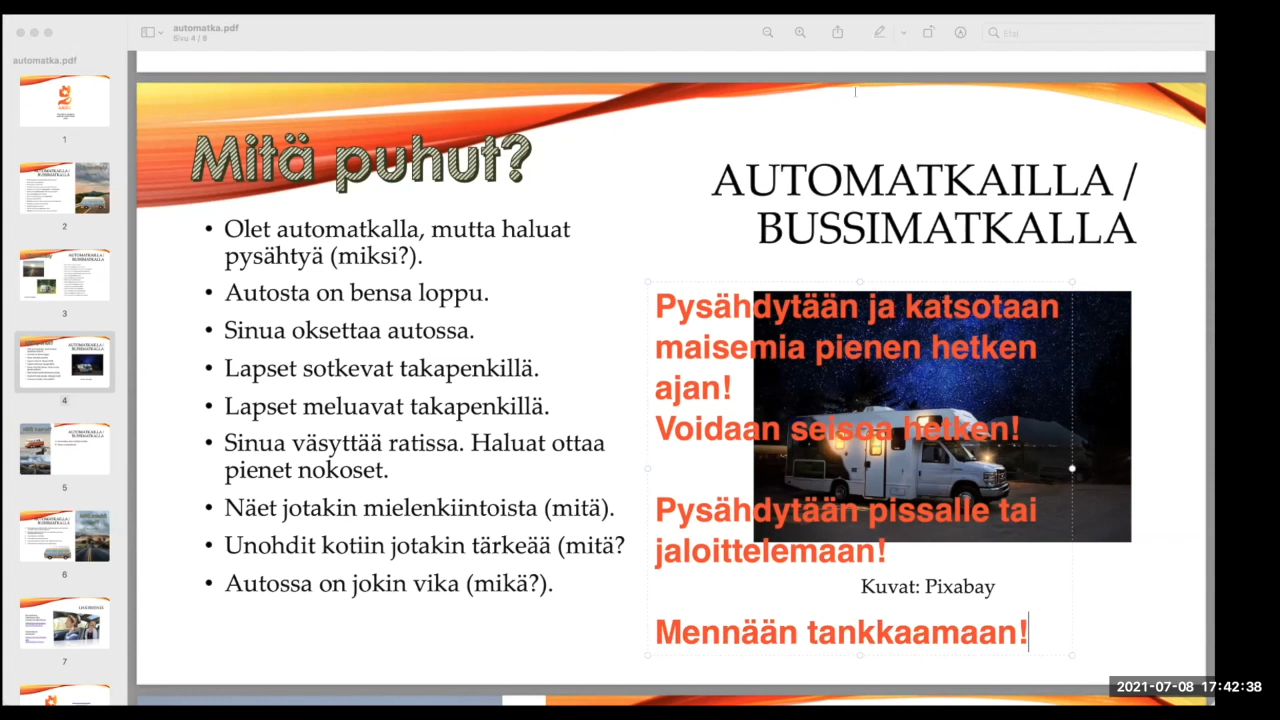 automatka.pdf
Sivu 4 / 8
Etsi
automatka.pdf
1
2
3
4
5
6
7
Mitä puhut?
AUTOMATKAILLA /
BUSSIMATKALLA
• Olet automatkalla, mutta haluat
pysähtyä (miksi?).
• Autosta on bensa loppu.
• Sinua oksettaa autossa.
• Lapset sotkevat takapenkillä.
• Lapset meluavat takapenkillä.
• Sinua väsyttää ratissa. Haluat ottaa
pienet nokoset.
• Näet jotakin mielenkiintoista (mitä).
• Unohdit kotiin jotakin tärkeää (mitä?
• Autossa on jokin vika (mikä?).
Pysähdytään ja katsotaan
maisemia pienen hetken
ajan!
Voidaan seisoa hetken!
Pysähdytään pissalle tai
jaloittelemaan!
Kuvat: Pixabay
Mennään tankkaamaan!
2021-07-08 17:42:38